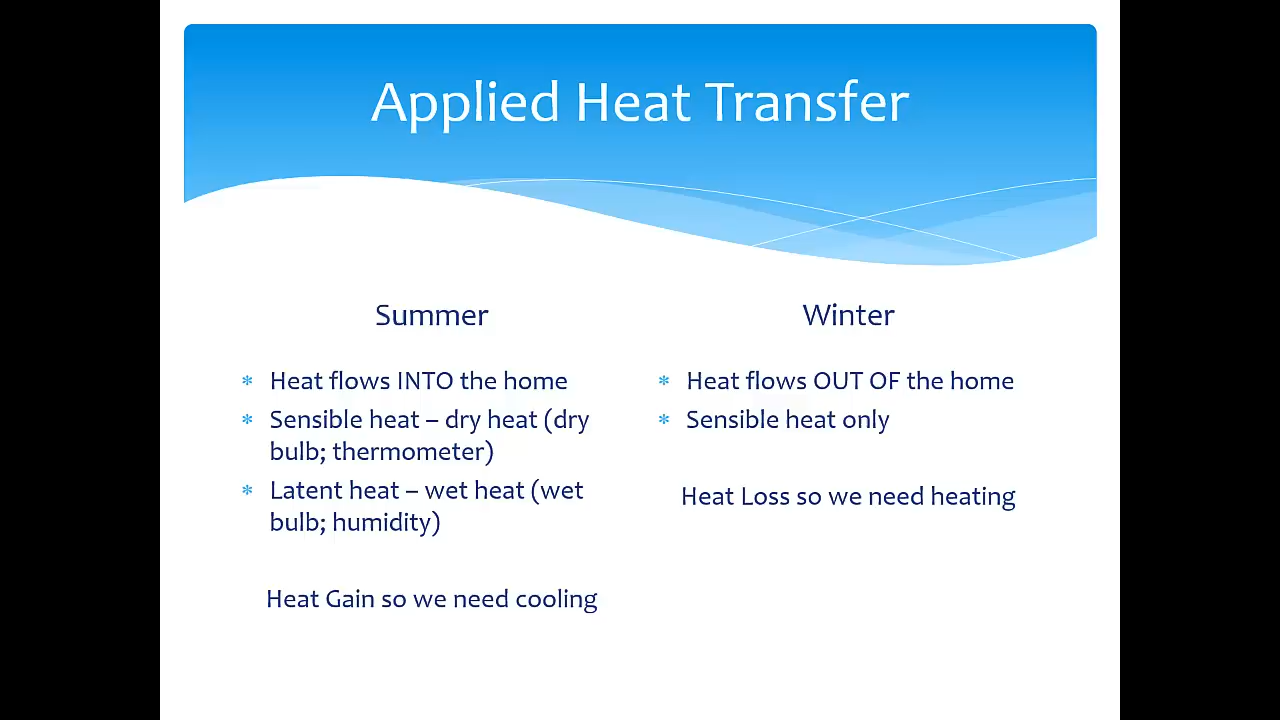 Applied Heat Transfer
Summer
* Heat flows INTO the home
* Sensible heat – dry heat (dry
bulb; thermometer)
* Latent heat – wet heat (wet
bulb; humidity)
Heat Gain so we need cooling
Winter
* Heat flows OUT OF the home
* Sensible heat only
Heat Loss so we need heating